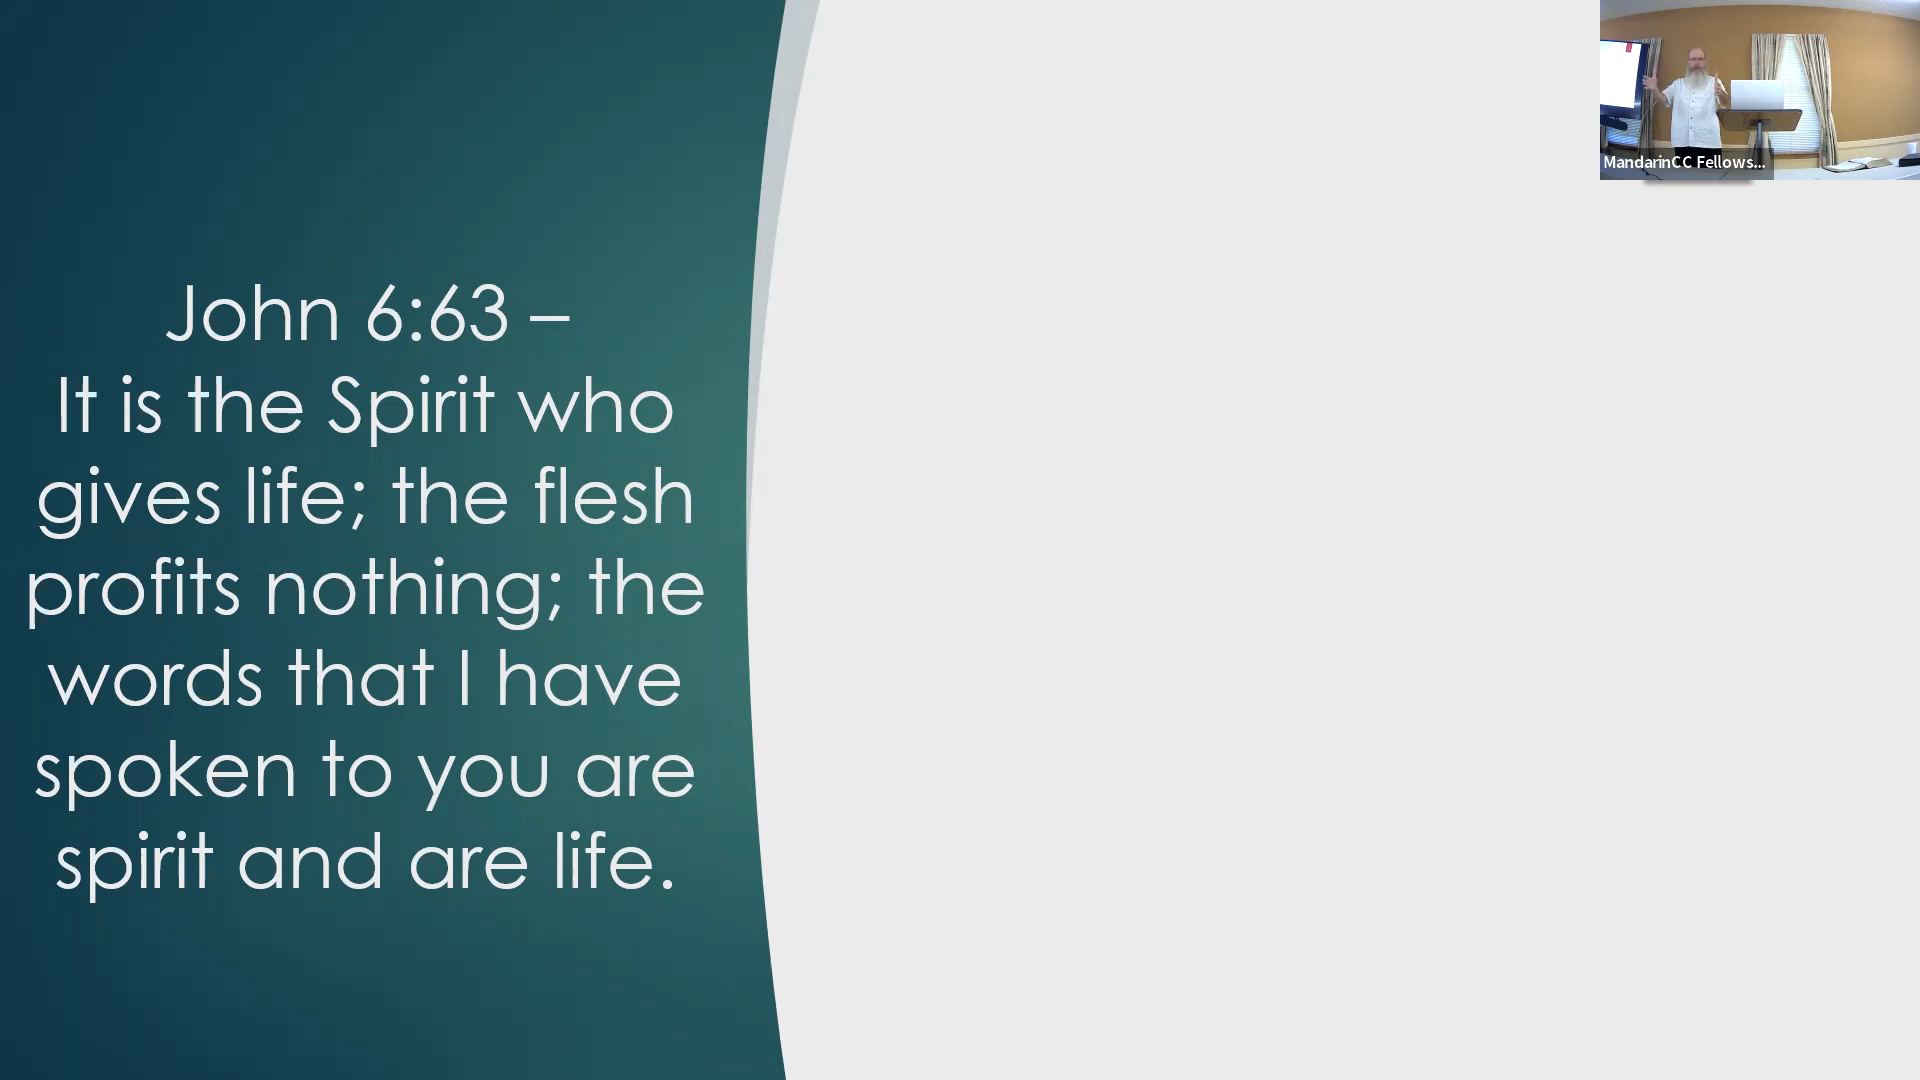 John 6:63 –
It is the Spirit who
gives life; the flesh
profits nothing; the
words that I have
spoken to you are
spirit and are life.
MandarinCC Fellows...